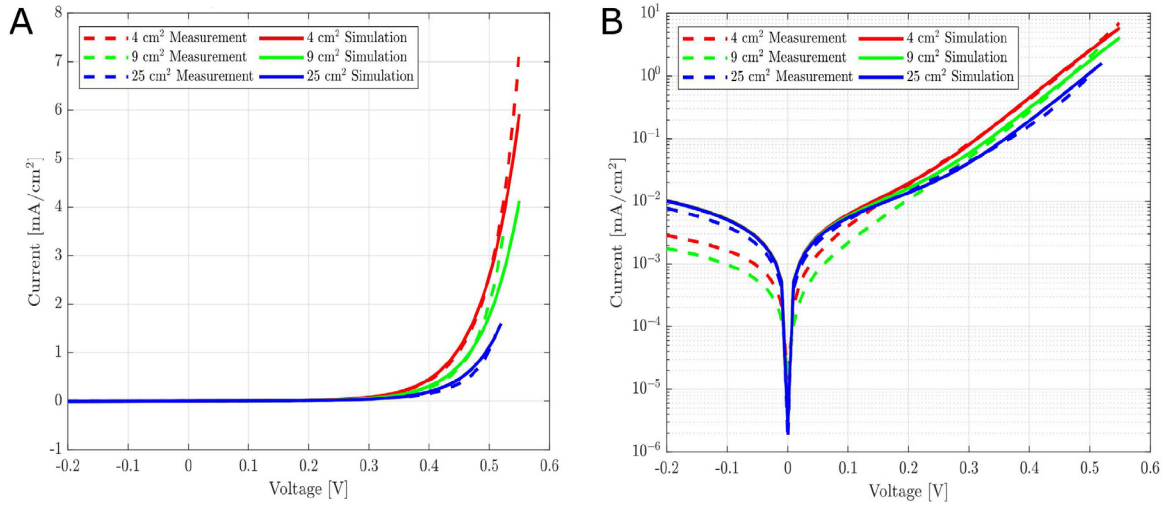 A
4 cm² Measurement
4 cm² Simulation
9 cm² Measurement
9 cm² Simulation
25 cm² Measurement
25 cm² Simulation
8
7
6
5
4
3
2
1
0
-1
Current [mA/cm²]
-0.2
-0.1
0
0.1
0.2
0.3
0.4
0.5
0.6
Voltage [V]
B
4 cm² Measurement
4 cm² Simulation
9 cm² Measurement
9 cm² Simulation
25 cm² Measurement
25 cm² Simulation
10¹
10⁰
10⁻¹
10⁻²
10⁻³
10⁻⁴
10⁻⁵
10⁻⁶
Current [mA/cm²]
-0.2
-0.1
0
0.1
0.2
0.3
0.4
0.5
0.6
Voltage [V]